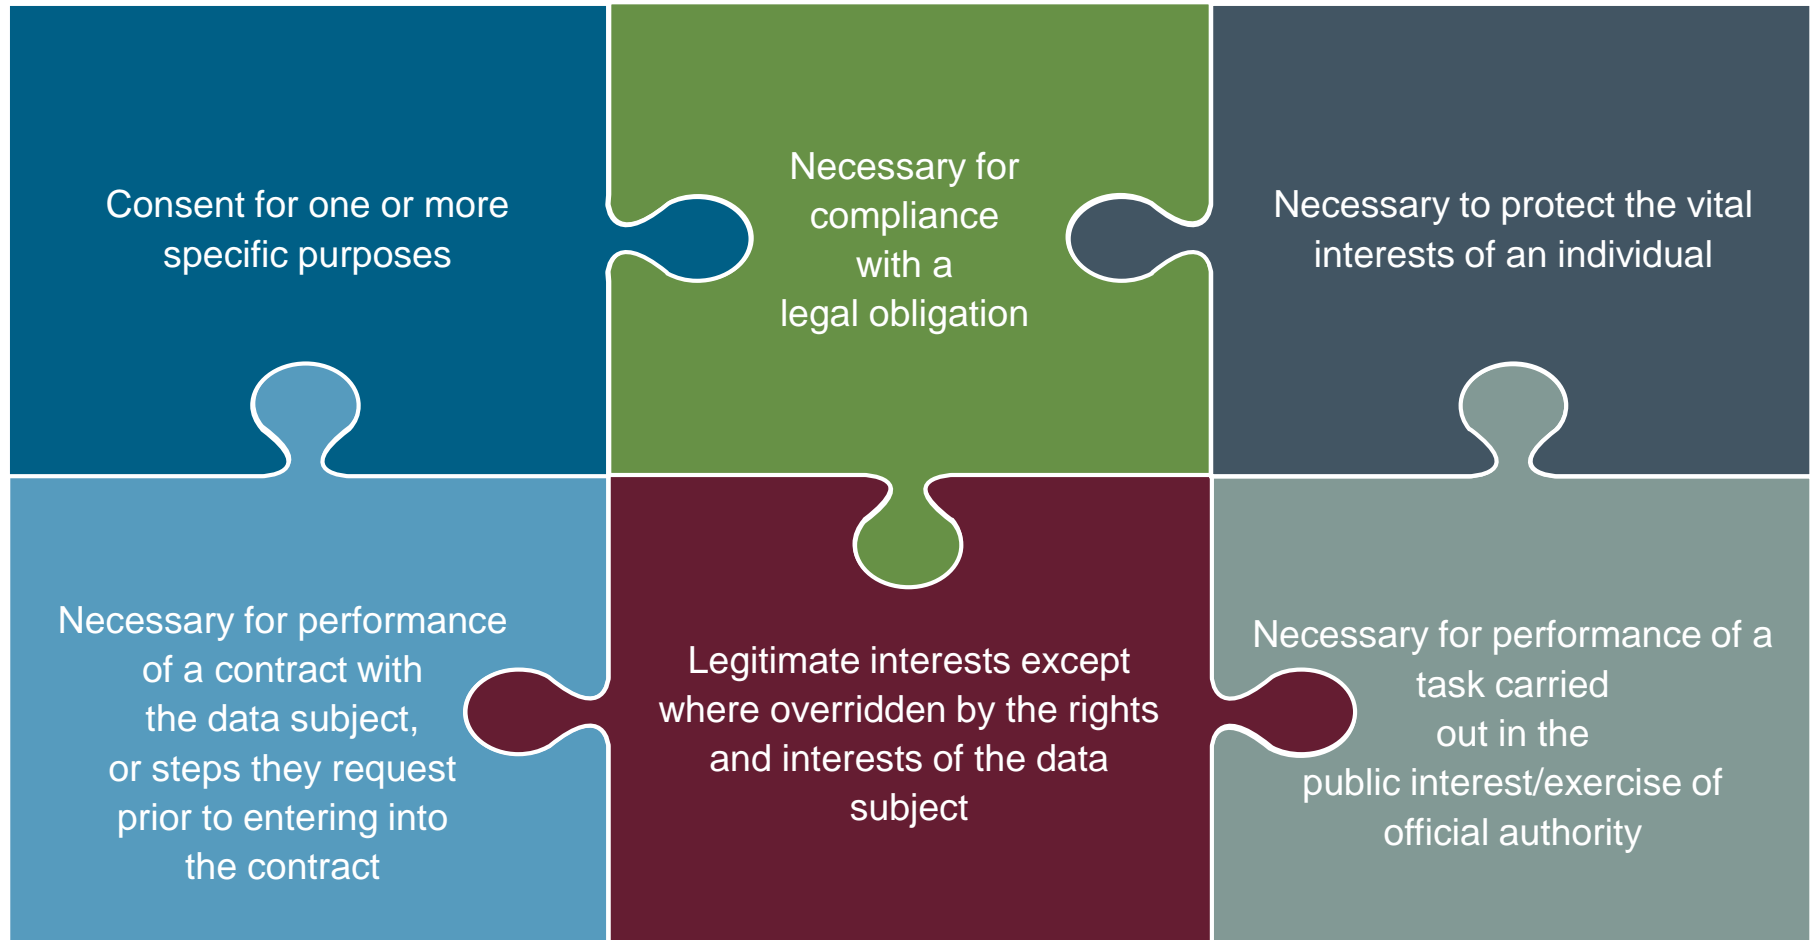 Consent for one or more
specific purposes
Necessary for
compliance
with a
legal obligation
Necessary to protect the vital
interests of an individual
Necessary for performance
of a contract with
the data subject,
or steps they request
prior to entering into
the contract
Legitimate interests except
where overridden by the rights
and interests of the data
subject
Necessary for performance of a
task carried
out in the
public interest/exercise of
official authority